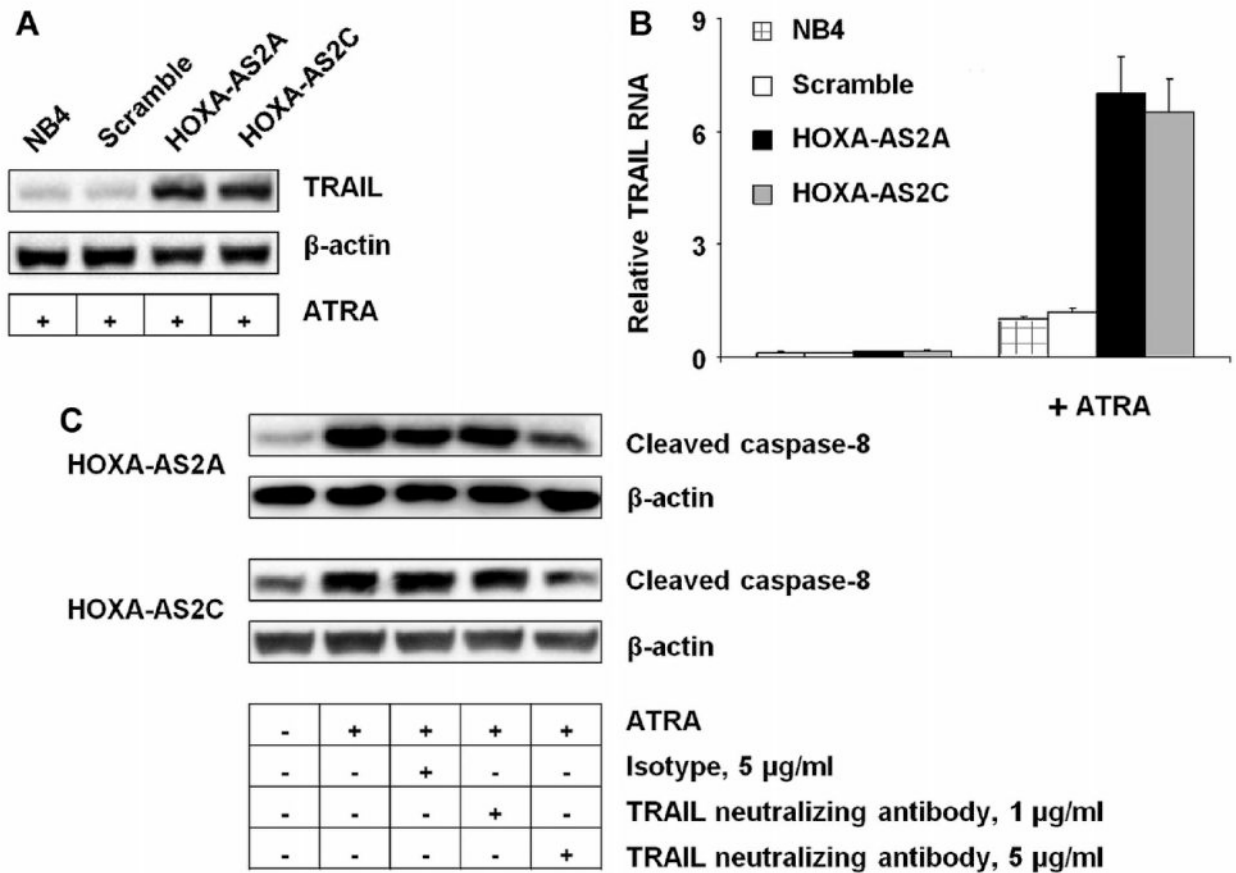 A
NB4
Scramble
HOXA-AS2A
HOXA-AS2C
TRAIL
β-actin
+ + + + ATRA
B
Relative TRAIL RNA
9
6
3
0
NB4
Scramble
HOXA-AS2A
HOXA-AS2C
+ ATRA
C
HOXA-AS2A
Cleaved caspase-8
β-actin
HOXA-AS2C
Cleaved caspase-8
β-actin
- + + + + ATRA
- - + - - Isotype, 5 µg/ml
- - - + - TRAIL neutralizing antibody, 1 µg/ml
- - - - + TRAIL neutralizing antibody, 5 µg/ml